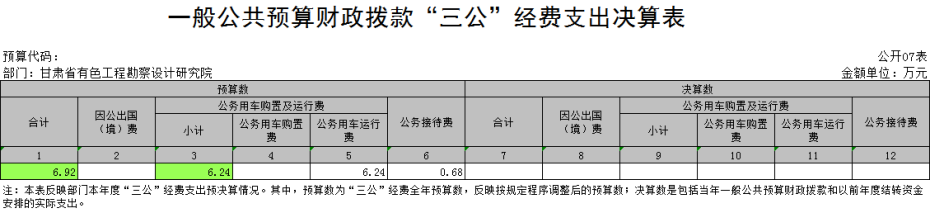 一般公共预算财政拨款“三公”经费支出决算表
预算代码：
公开07表
部门：甘肃省有色工程勘察设计研究院
金额单位：万元
预算数 决算数
合计 因公出国（境）费 公务用车购置及运行费 公务接待费 合计 因公出国（境）费 公务用车购置及运行费 公务接待费
小计 公务用车购置费 公务用车运行费 小计 公务用车购置费 公务用车运行费
1 2 3 4 5 6 7 8 9 10 11 12
6.92 6.24 6.24 0.68
注：本表反映部门本年度“三公”经费支出预决算情况。其中，预算数为“三公”经费全年预算数，反映按规定程序调整后的预算数；决算数是包括当年一般公共预算财政拨款和以前年度结转资金
安排的实际支出。